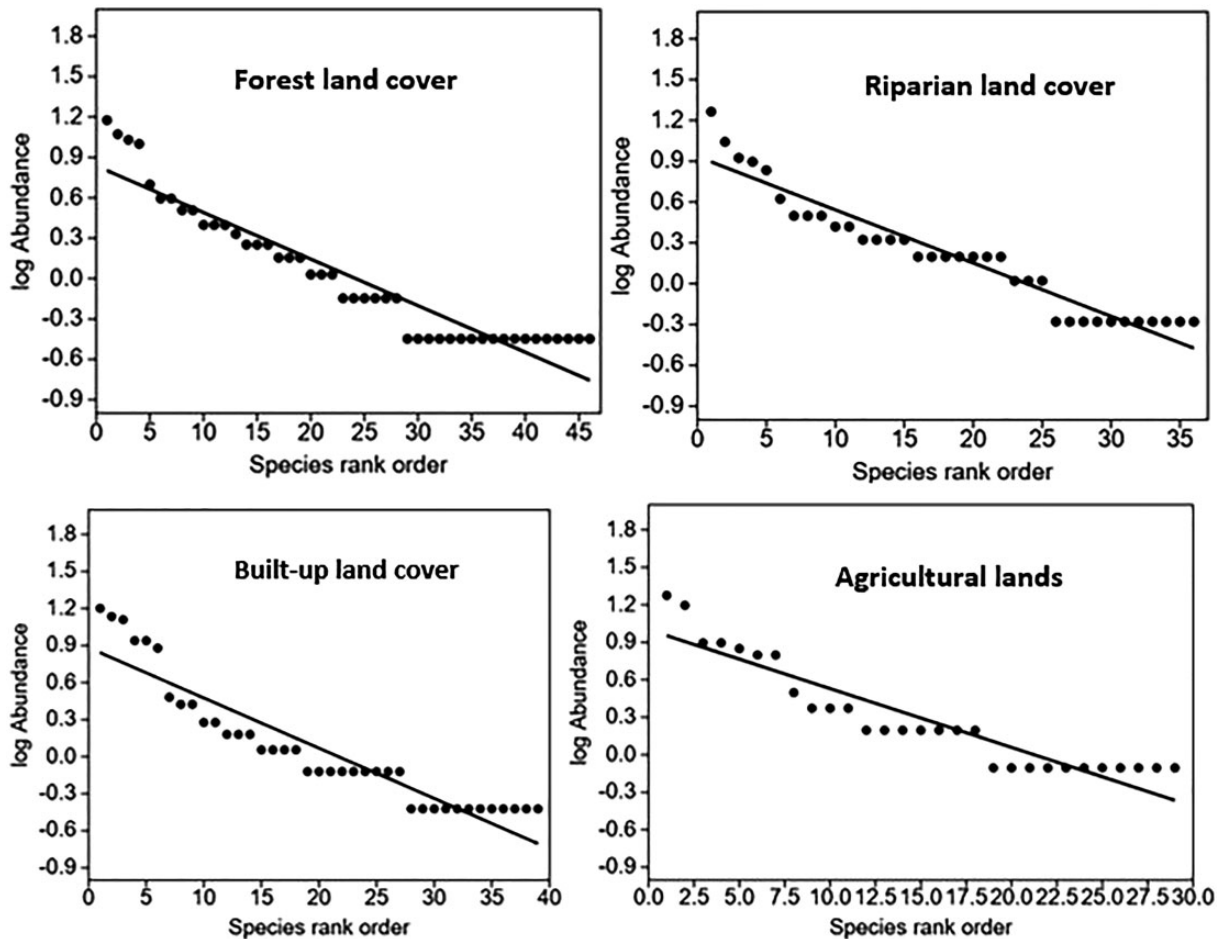 Forest land cover
log Abundance
1.8
1.5
1.2
0.9
0.6
0.3
0.0
-0.3
-0.6
-0.9
0 5 10 15 20 25 30 35 40 45
Species rank order
Riparian land cover
log Abundance
1.8
1.5
1.2
0.9
0.6
0.3
0.0
-0.3
-0.6
-0.9
0 5 10 15 20 25 30 35
Species rank order
Built-up land cover
log Abundance
1.8
1.5
1.2
0.9
0.6
0.3
0.0
-0.3
-0.6
-0.9
0 5 10 15 20 25 30 35 40
Species rank order
Agricultural lands
log Abundance
1.8
1.5
1.2
0.9
0.6
0.3
0.0
-0.3
-0.6
-0.9
0.0 2.5 5.0 7.5 10.0 12.5 15.0 17.5 20.0 22.5 25.0 27.5 30.0
Species rank order